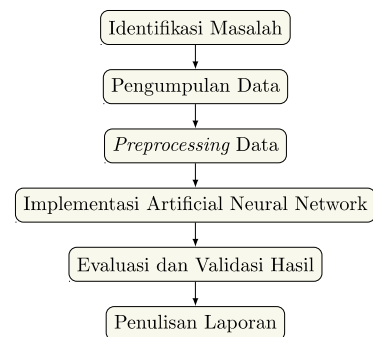 Identifikasi Masalah
Pengumpulan Data
Preprocessing Data
Implementasi Artificial Neural Network
Evaluasi dan Validasi Hasil
Penulisan Laporan